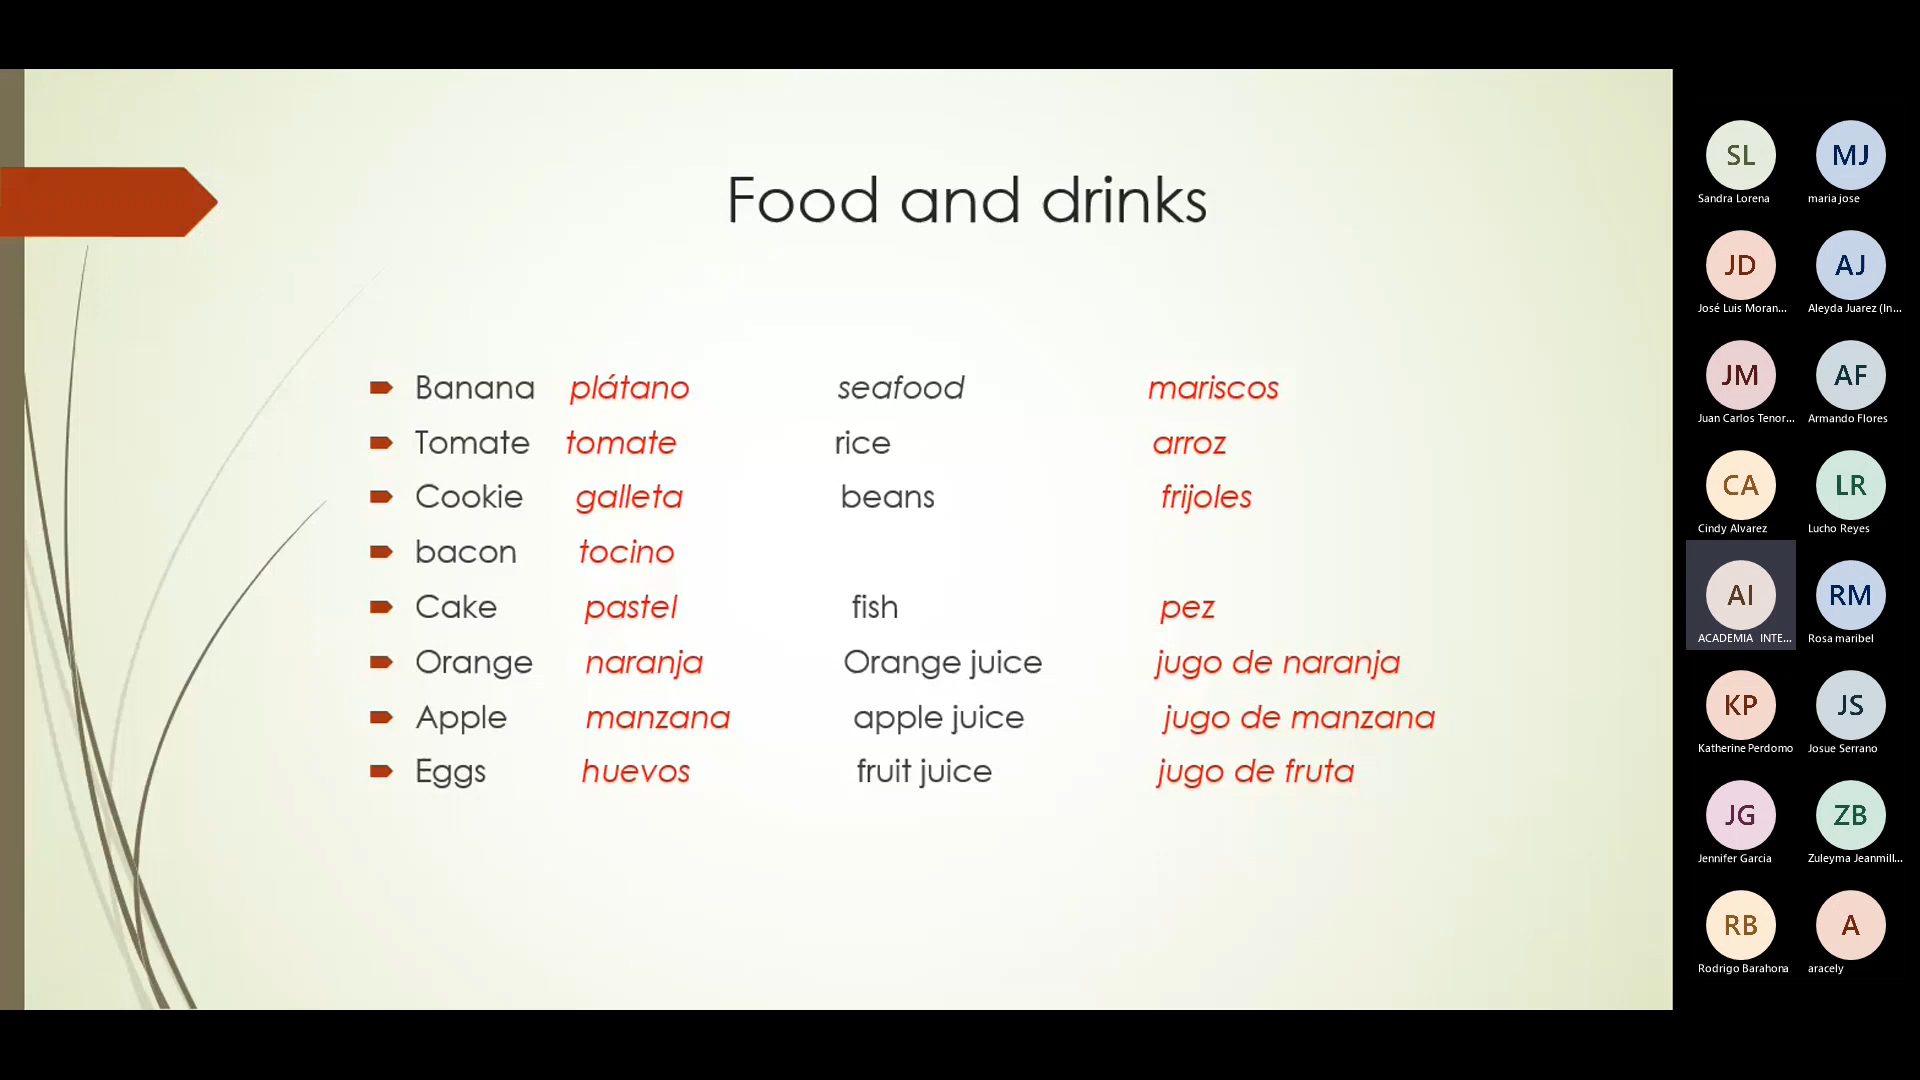 Food and drinks
Banana plátano seafood mariscos
Tomate tomate rice arroz
Cookie galleta beans frijoles
bacon tocino
Cake pastel fish pez
Orange naranja Orange juice jugo de naranja
Apple manzana apple juice jugo de manzana
Eggs huevos fruit juice jugo de fruta
SL MJ
Sandra Lorena maria jose
JD AJ
José Luis Moran... Aleyda Juarez (In...
JM AF
Juan Carlos Tenor... Armando Flores
CA LR
Cindy Alvarez Lucho Reyes
AI RM
ACADEMIA INTE... Rosa maribel
KP JS
Katherine Perdomo Josue Serrano
JG ZB
Jennifer Garcia Zuleyma Jeanmill...
RB A
Rodrigo Barahona aracely